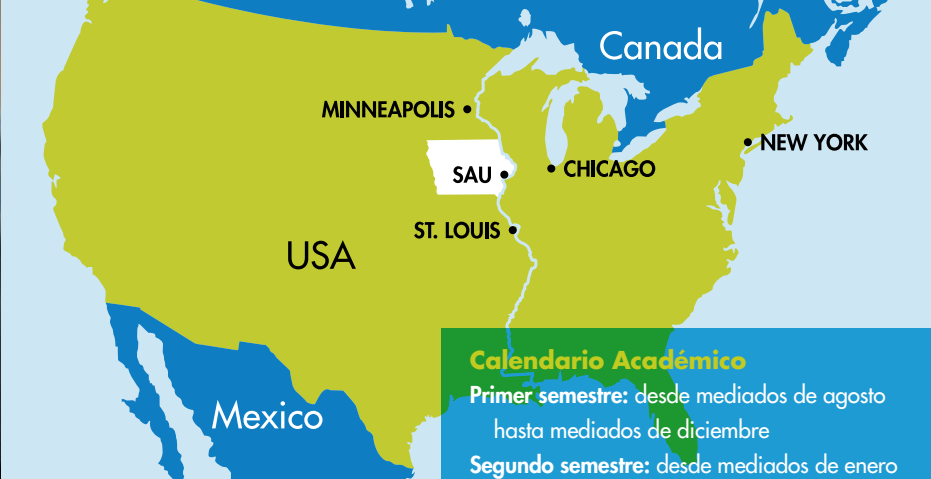 Canada
MINNEAPOLIS
NEW YORK
SAU
CHICAGO
ST. LOUIS
USA
Mexico
Calendario Académico
Primer semestre: desde mediados de agosto
hasta mediados de diciembre
Segundo semestre: desde mediados de enero